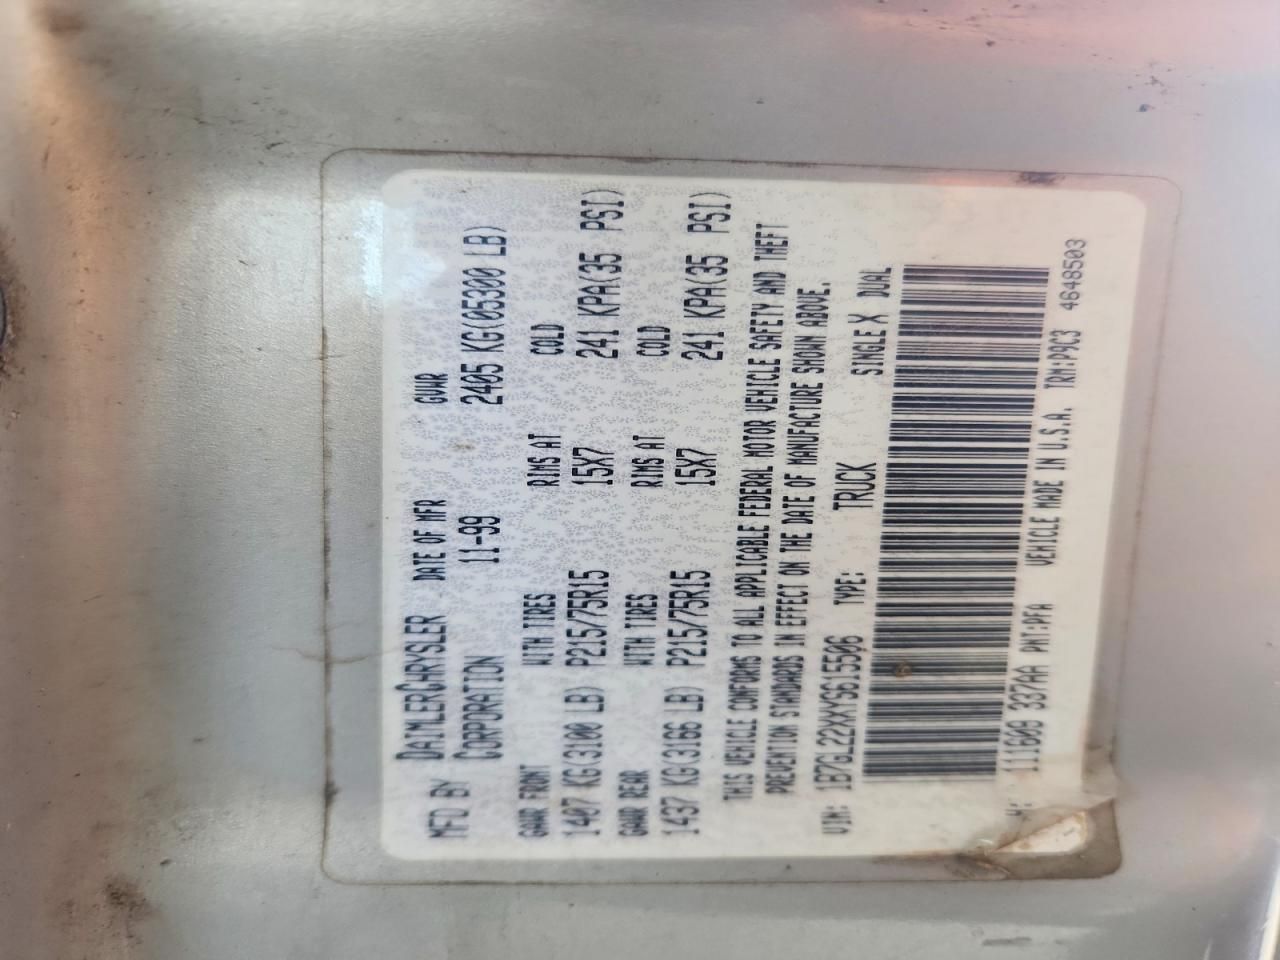 MFD BY DAIMLERCHRYSLER DATE OF MFR GVWR
CORPORATION 11-99 2405 KG(05300 LB)
GAWR FRONT WITH TIRES RIMS AT COLD
1407 KG(3100 LB) P215/75R15 15X7 241 KPA(35 PSI)
GAWR REAR WITH TIRES RIMS AT COLD
1437 KG(3166 LB) P215/75R15 15X7 241 KPA(35 PSI)
THIS VEHICLE CONFORMS TO ALL APPLICABLE FEDERAL MOTOR VEHICLE SAFETY AND THEFT
PREVENTION STANDARDS IN EFFECT ON THE DATE OF MANUFACTURE SHOWN ABOVE.
VIN: 1B7GL22XXYS615506 TYPE: TRUCK SINGLE X DUAL
111609 337AA PNT:PFA VEHICLE MADE IN U.S.A. TRM:P9C3 4648503